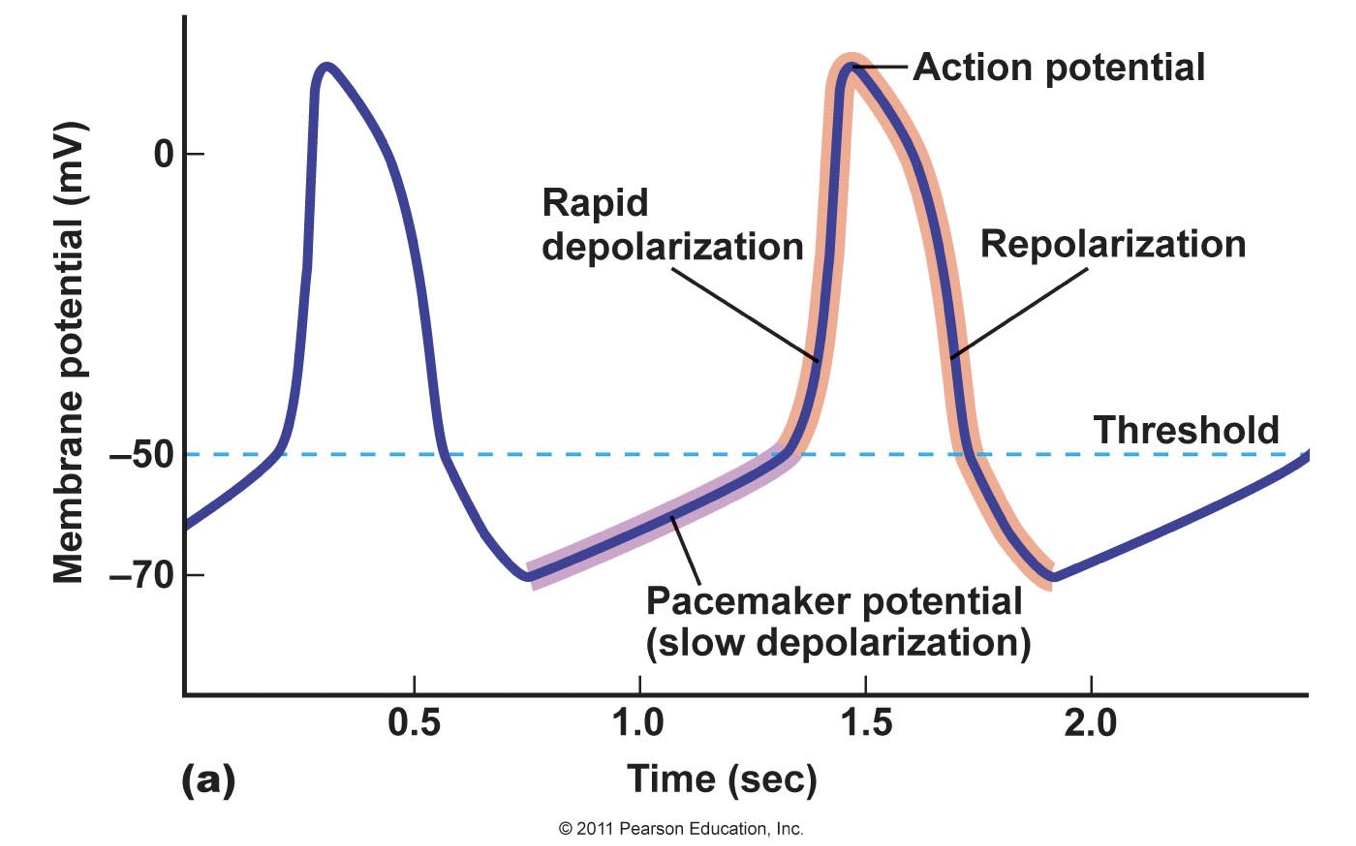 Action potential
0
Rapid
depolarization
Repolarization
Membrane potential (mV)
Threshold
–50
–70
Pacemaker potential
(slow depolarization)
0.5 1.0 1.5 2.0
(a) Time (sec)
© 2011 Pearson Education, Inc.